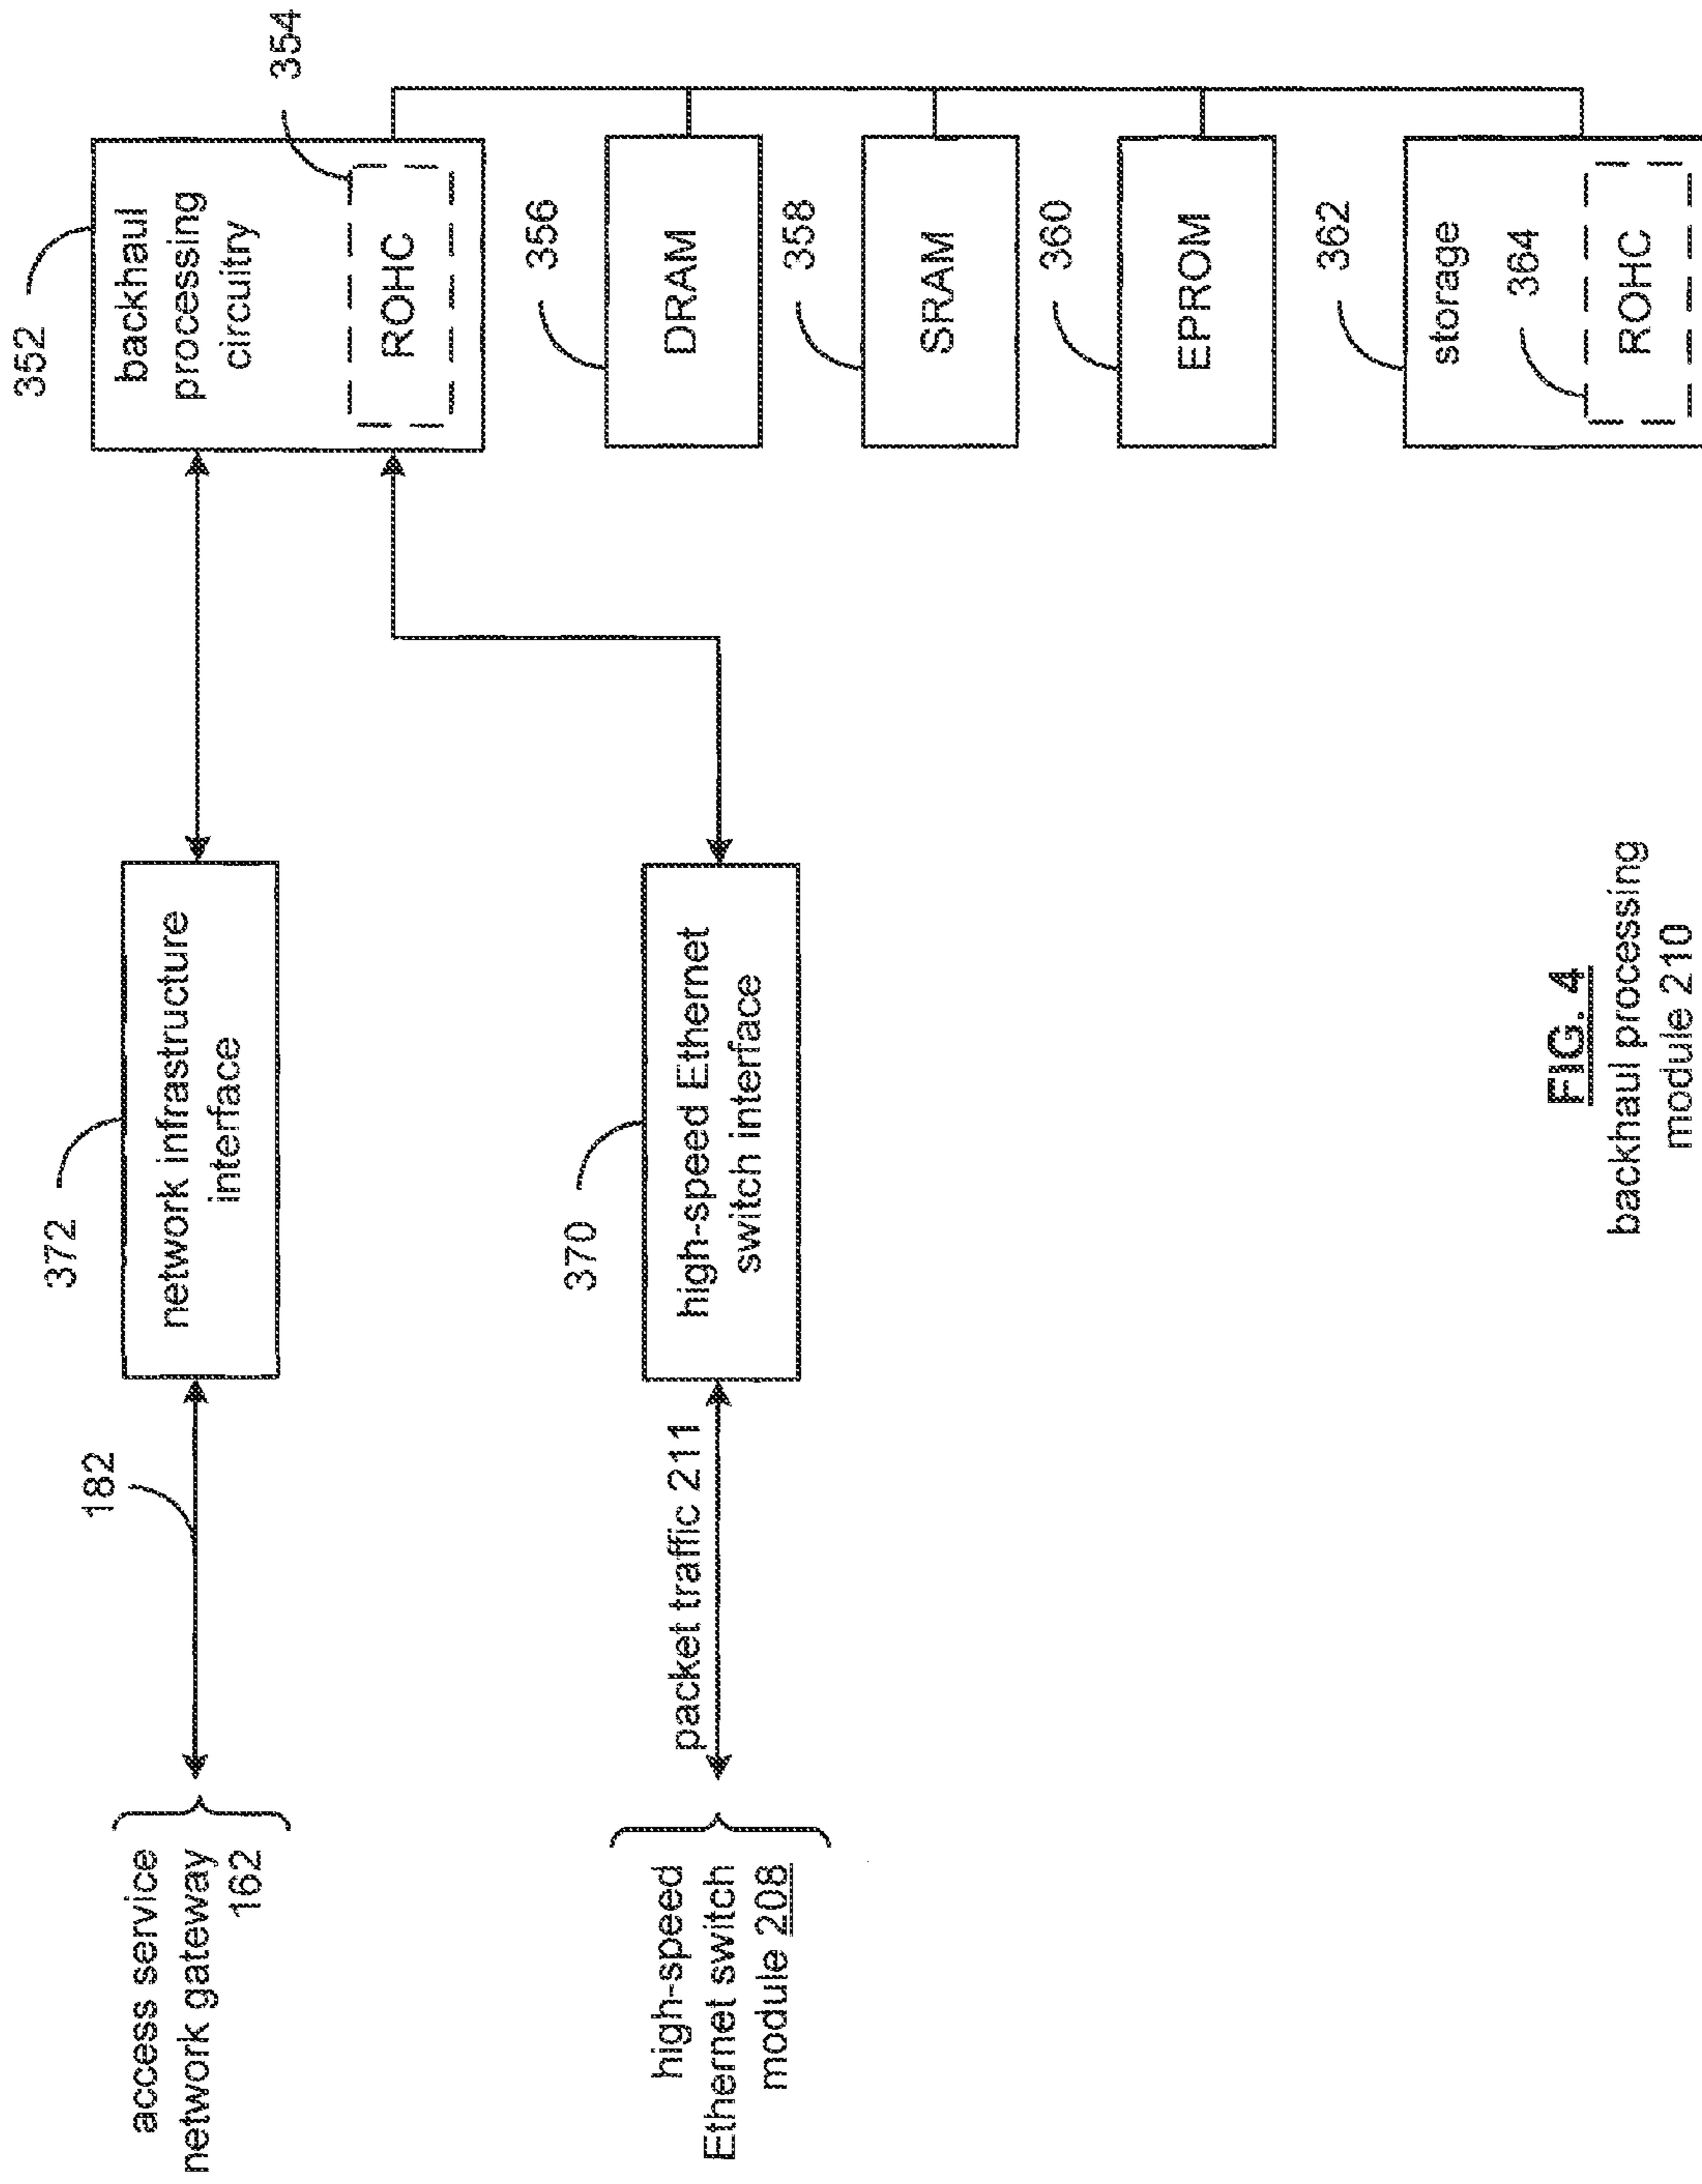 352
backhaul
processing
circuitry
354
ROHC
356
DRAM
358
SRAM
360
EPROM
362
storage
364
ROHC
372
network infrastructure
interface
370
high-speed Ethernet
switch interface
182
packet traffic 211
access service
network gateway
162
high-speed
Ethernet switch
module 208
FIG. 4
backhaul processing
module 210